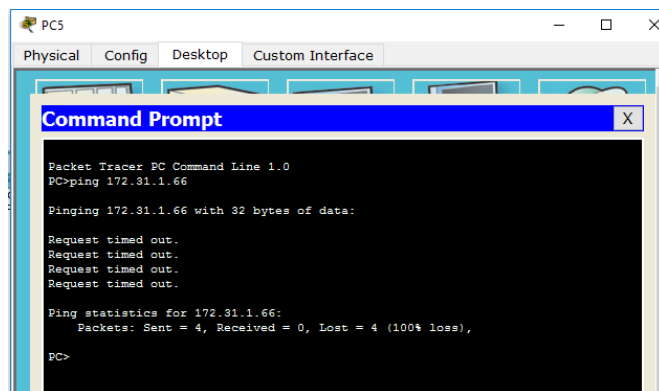 PC5
Physical Config Desktop Custom Interface
Command Prompt X
Packet Tracer PC Command Line 1.0
PC>ping 172.31.1.66
Pinging 172.31.1.66 with 32 bytes of data:
Request timed out.
Request timed out.
Request timed out.
Request timed out.
Ping statistics for 172.31.1.66:
Packets: Sent = 4, Received = 0, Lost = 4 (100% loss),
PC>